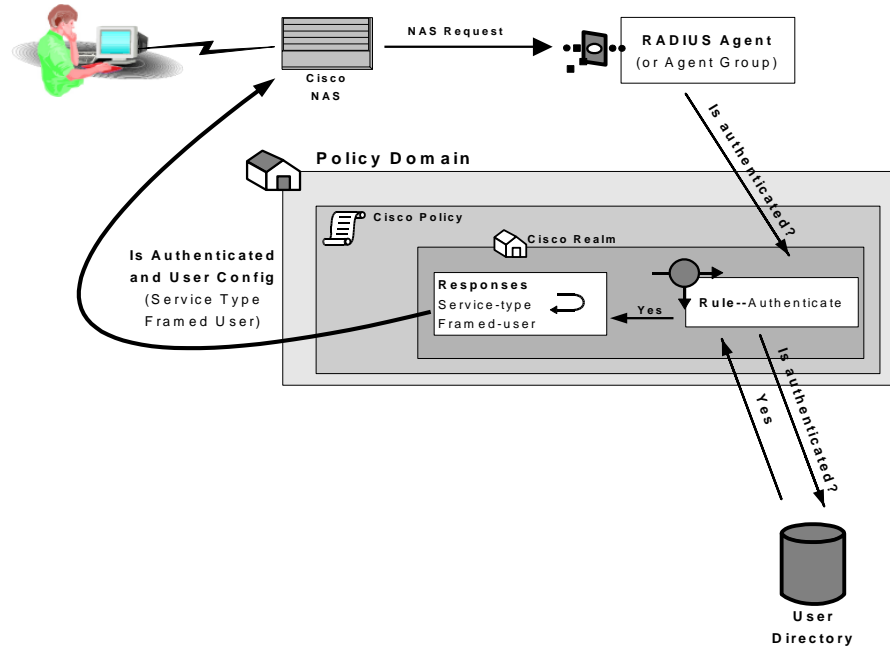 NAS Request
RADIUS Agent
(or Agent Group)
Cisco
NAS
Is authenticated?
Policy Domain
Cisco Policy
Cisco Realm
Is Authenticated
and User Config
(Service Type
Framed User)
Responses
Service-type
Framed-user
Yes
Rule--Authenticate
Yes
Is authenticated?
User
Directory